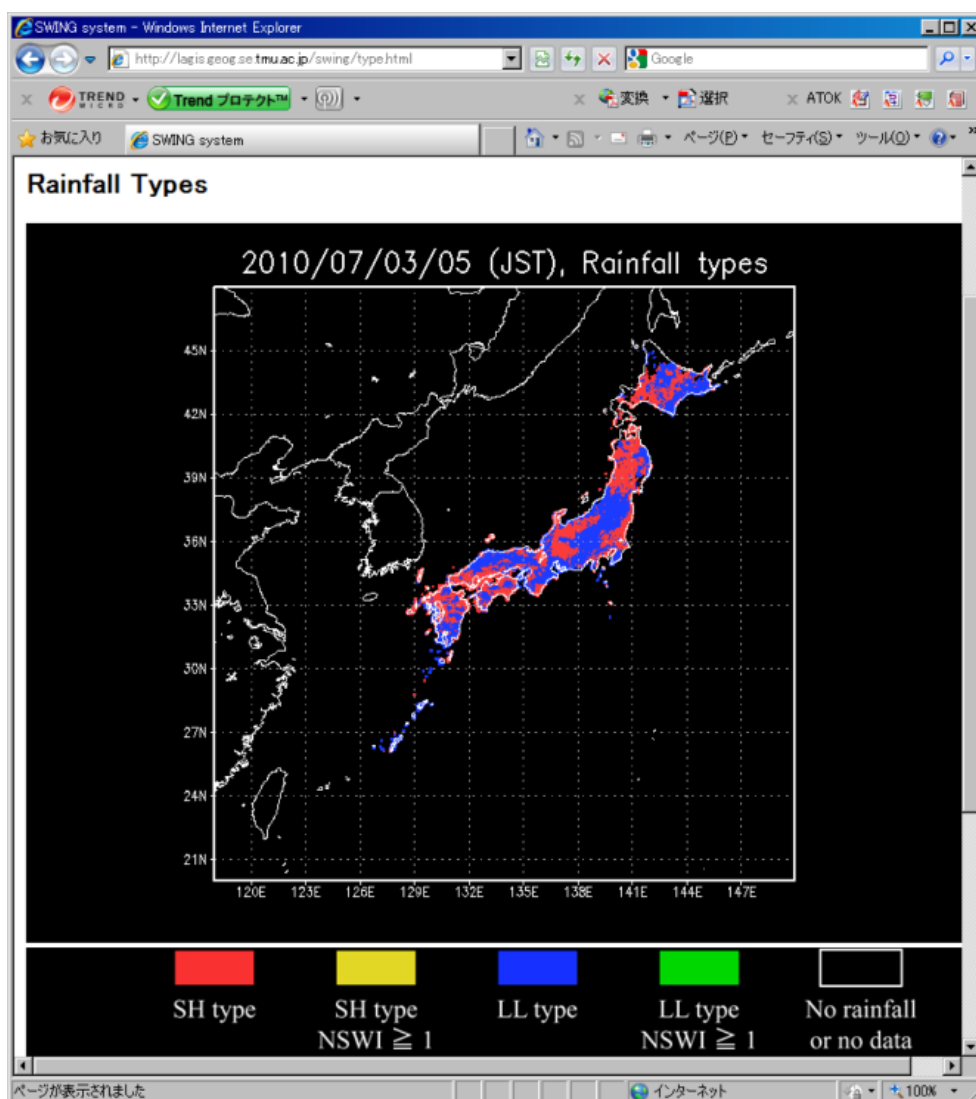 SWING system - Windows Internet Explorer
http://lagis.geog.se.tmu.ac.jp/swing/type.html
Google
TREND MICRO Trend プロテクト™ 変換 選択 ATOK
お気に入り SWING system ページ(P) セーフティ(S) ツール(O)
Rainfall Types
2010/07/03/05 (JST), Rainfall types
45N
42N
39N
36N
33N
30N
27N
24N
21N
120E 123E 126E 129E 132E 135E 138E 141E 144E 147E
SH type SH type LL type LL type No rainfall
NSWI ≧ 1 NSWI ≧ 1 or no data
ページが表示されました インターネット 100%